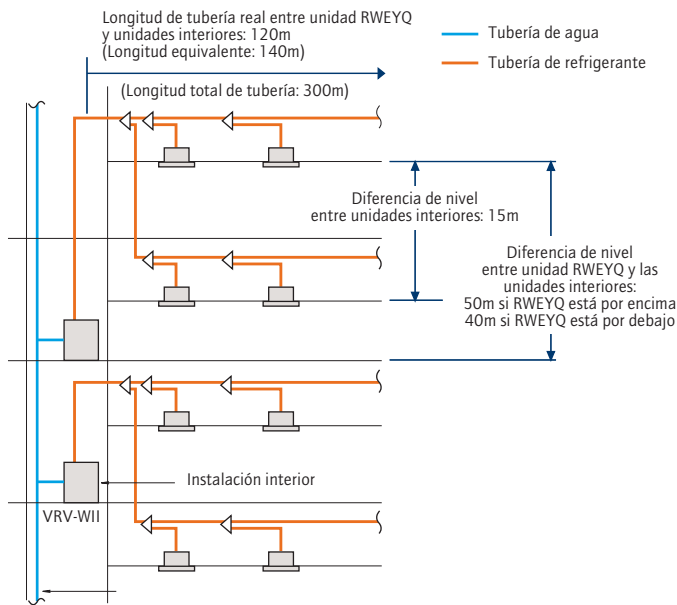 Longitud de tubería real entre unidad RWEYQ
y unidades interiores: 120m
(Longitud equivalente: 140m)
(Longitud total de tubería: 300m)
Tubería de agua
Tubería de refrigerante
Diferencia de nivel
entre unidades interiores: 15m
Diferencia de nivel
entre unidad RWEYQ y las
unidades interiores:
50m si RWEYQ está por encima
40m si RWEYQ está por debajo
Instalación interior
VRV-WII